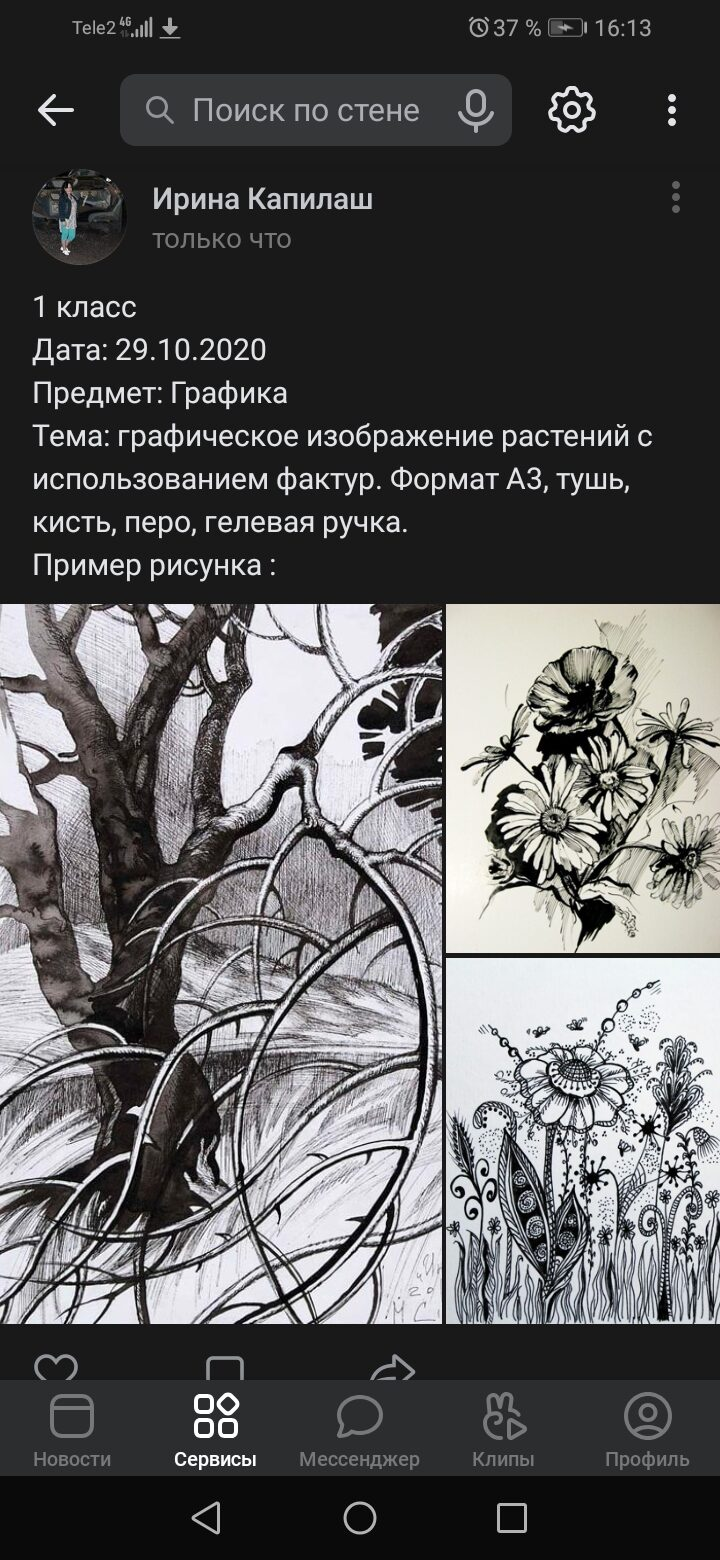 Tele2 4G 37 % 16:13
Поиск по стене
Ирина Капилаш
только что
1 класс
Дата: 29.10.2020
Предмет: Графика
Тема: графическое изображение растений с
использованием фактур. Формат А3, тушь,
кисть, перо, гелевая ручка.
Пример рисунка :
Новости Сервисы Мессенджер Клипы Профиль